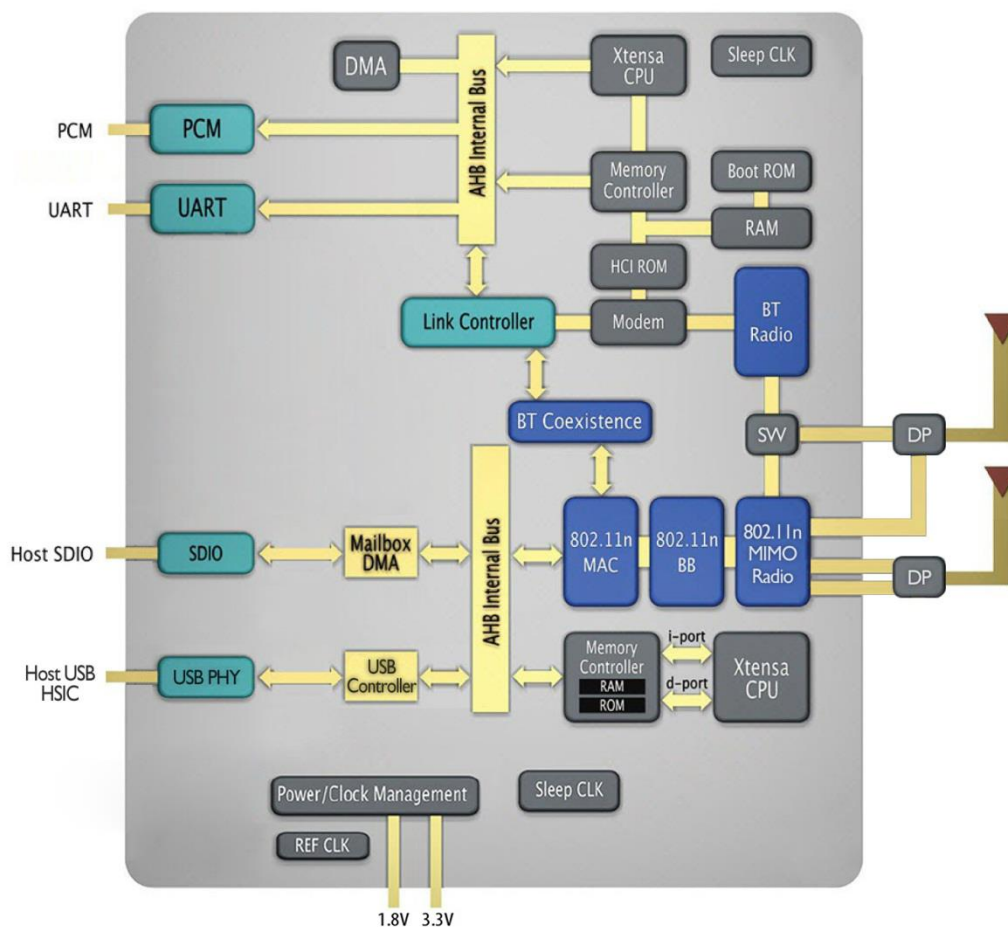 DMA
AHB Internal Bus
Xtensa
CPU
Sleep CLK
PCM
PCM
Memory
Controller
Boot ROM
UART
UART
RAM
HCI ROM
Link Controller
Modem
BT
Radio
BT Coexistence
SW
DP
Host SDIO
SDIO
Mailbox
DMA
AHB Internal Bus
802.11n
MAC
802.11n
BB
802.11n
MIMO
Radio
DP
Host USB
HSIC
USB PHY
USB
Controller
Memory
Controller
RAM
ROM
i-port
d-port
Xtensa
CPU
Power/Clock Management
Sleep CLK
REF CLK
1.8V
3.3V